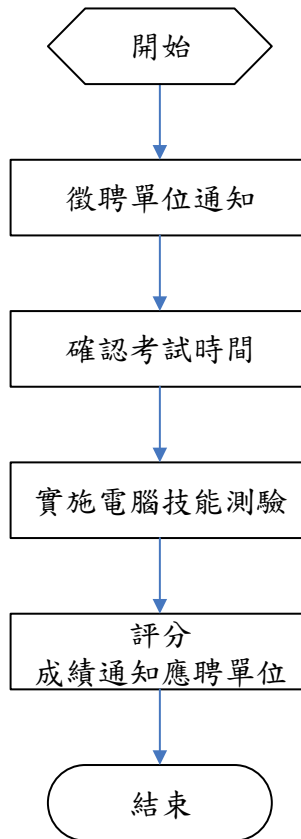 開始
徵聘單位通知
確認考試時間
實施電腦技能測驗
評分
成績通知應聘單位
結束